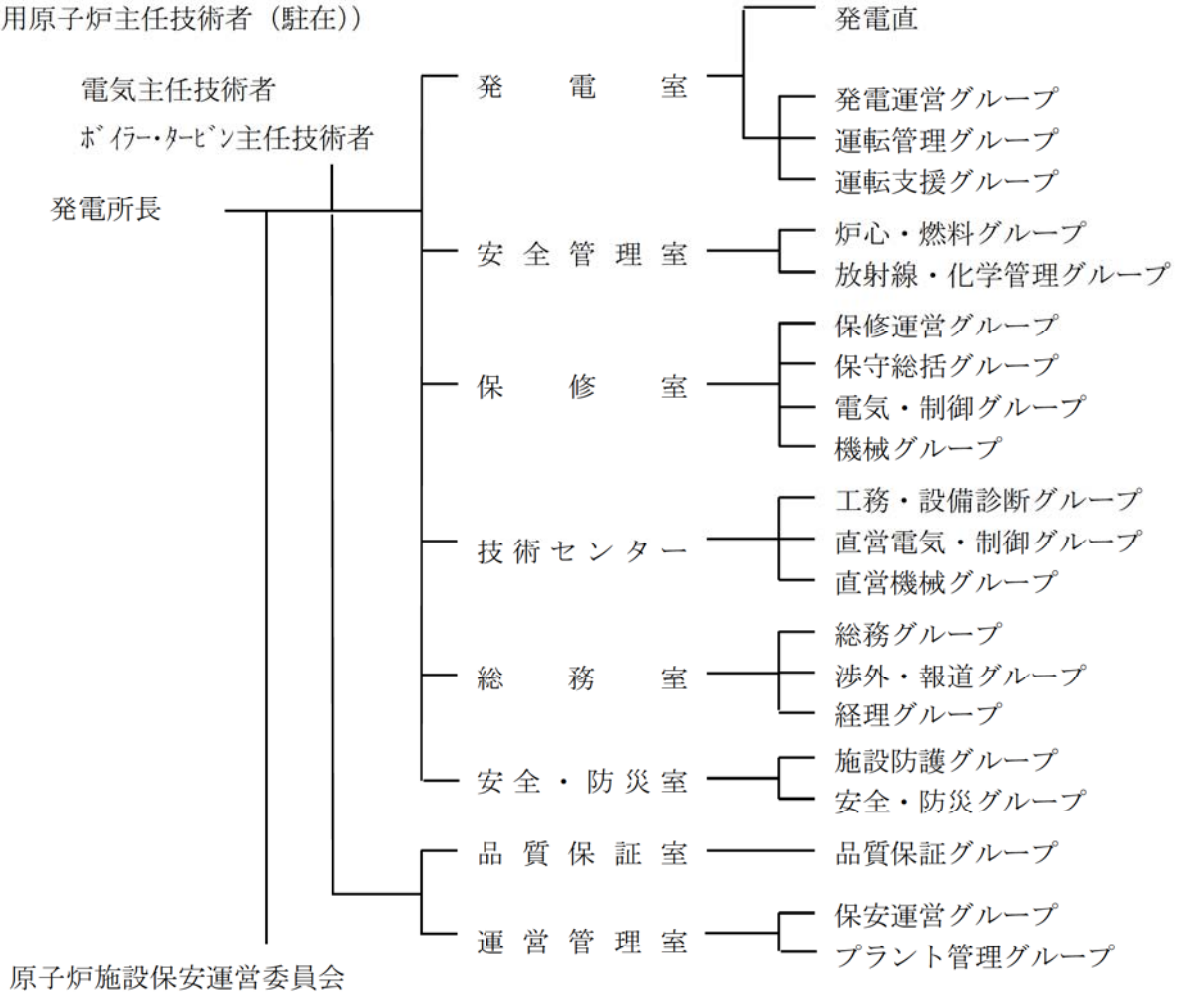 用原子炉主任技術者（駐在））
電気主任技術者
ﾎﾞｲﾗｰ・ﾀｰﾋﾞﾝ主任技術者
発電所長
発電室
発電直
発電運営グループ
運転管理グループ
運転支援グループ
安全管理室
炉心・燃料グループ
放射線・化学管理グループ
保修室
保修運営グループ
保守総括グループ
電気・制御グループ
機械グループ
技術センター
工務・設備診断グループ
直営電気・制御グループ
直営機械グループ
総務室
総務グループ
渉外・報道グループ
経理グループ
安全・防災室
施設防護グループ
安全・防災グループ
品質保証室
品質保証グループ
運営管理室
保安運営グループ
プラント管理グループ
原子炉施設保安運営委員会